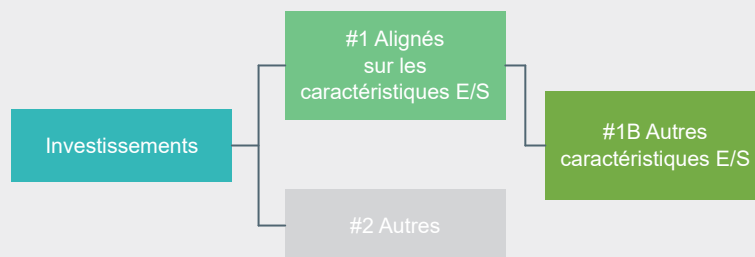 #1 Alignés
sur les
caractéristiques E/S
Investissements
#1B Autres
caractéristiques E/S
#2 Autres